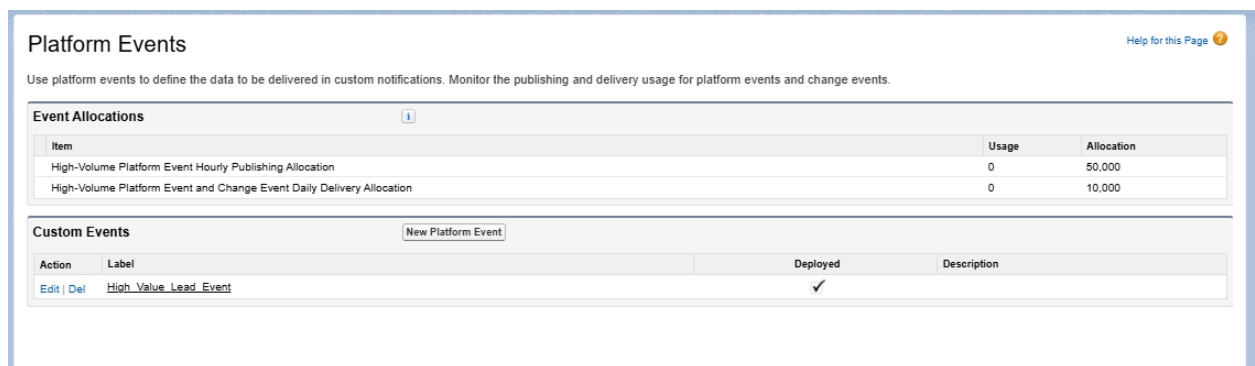 Platform Events
Help for this Page ?
Use platform events to define the data to be delivered in custom notifications. Monitor the publishing and delivery usage for platform events and change events.
Event Allocations i
Item Usage Allocation
High-Volume Platform Event Hourly Publishing Allocation 0 50,000
High-Volume Platform Event and Change Event Daily Delivery Allocation 0 10,000
Custom Events New Platform Event
Action Label Deployed Description
Edit | Del High_Value_Lead_Event ✓